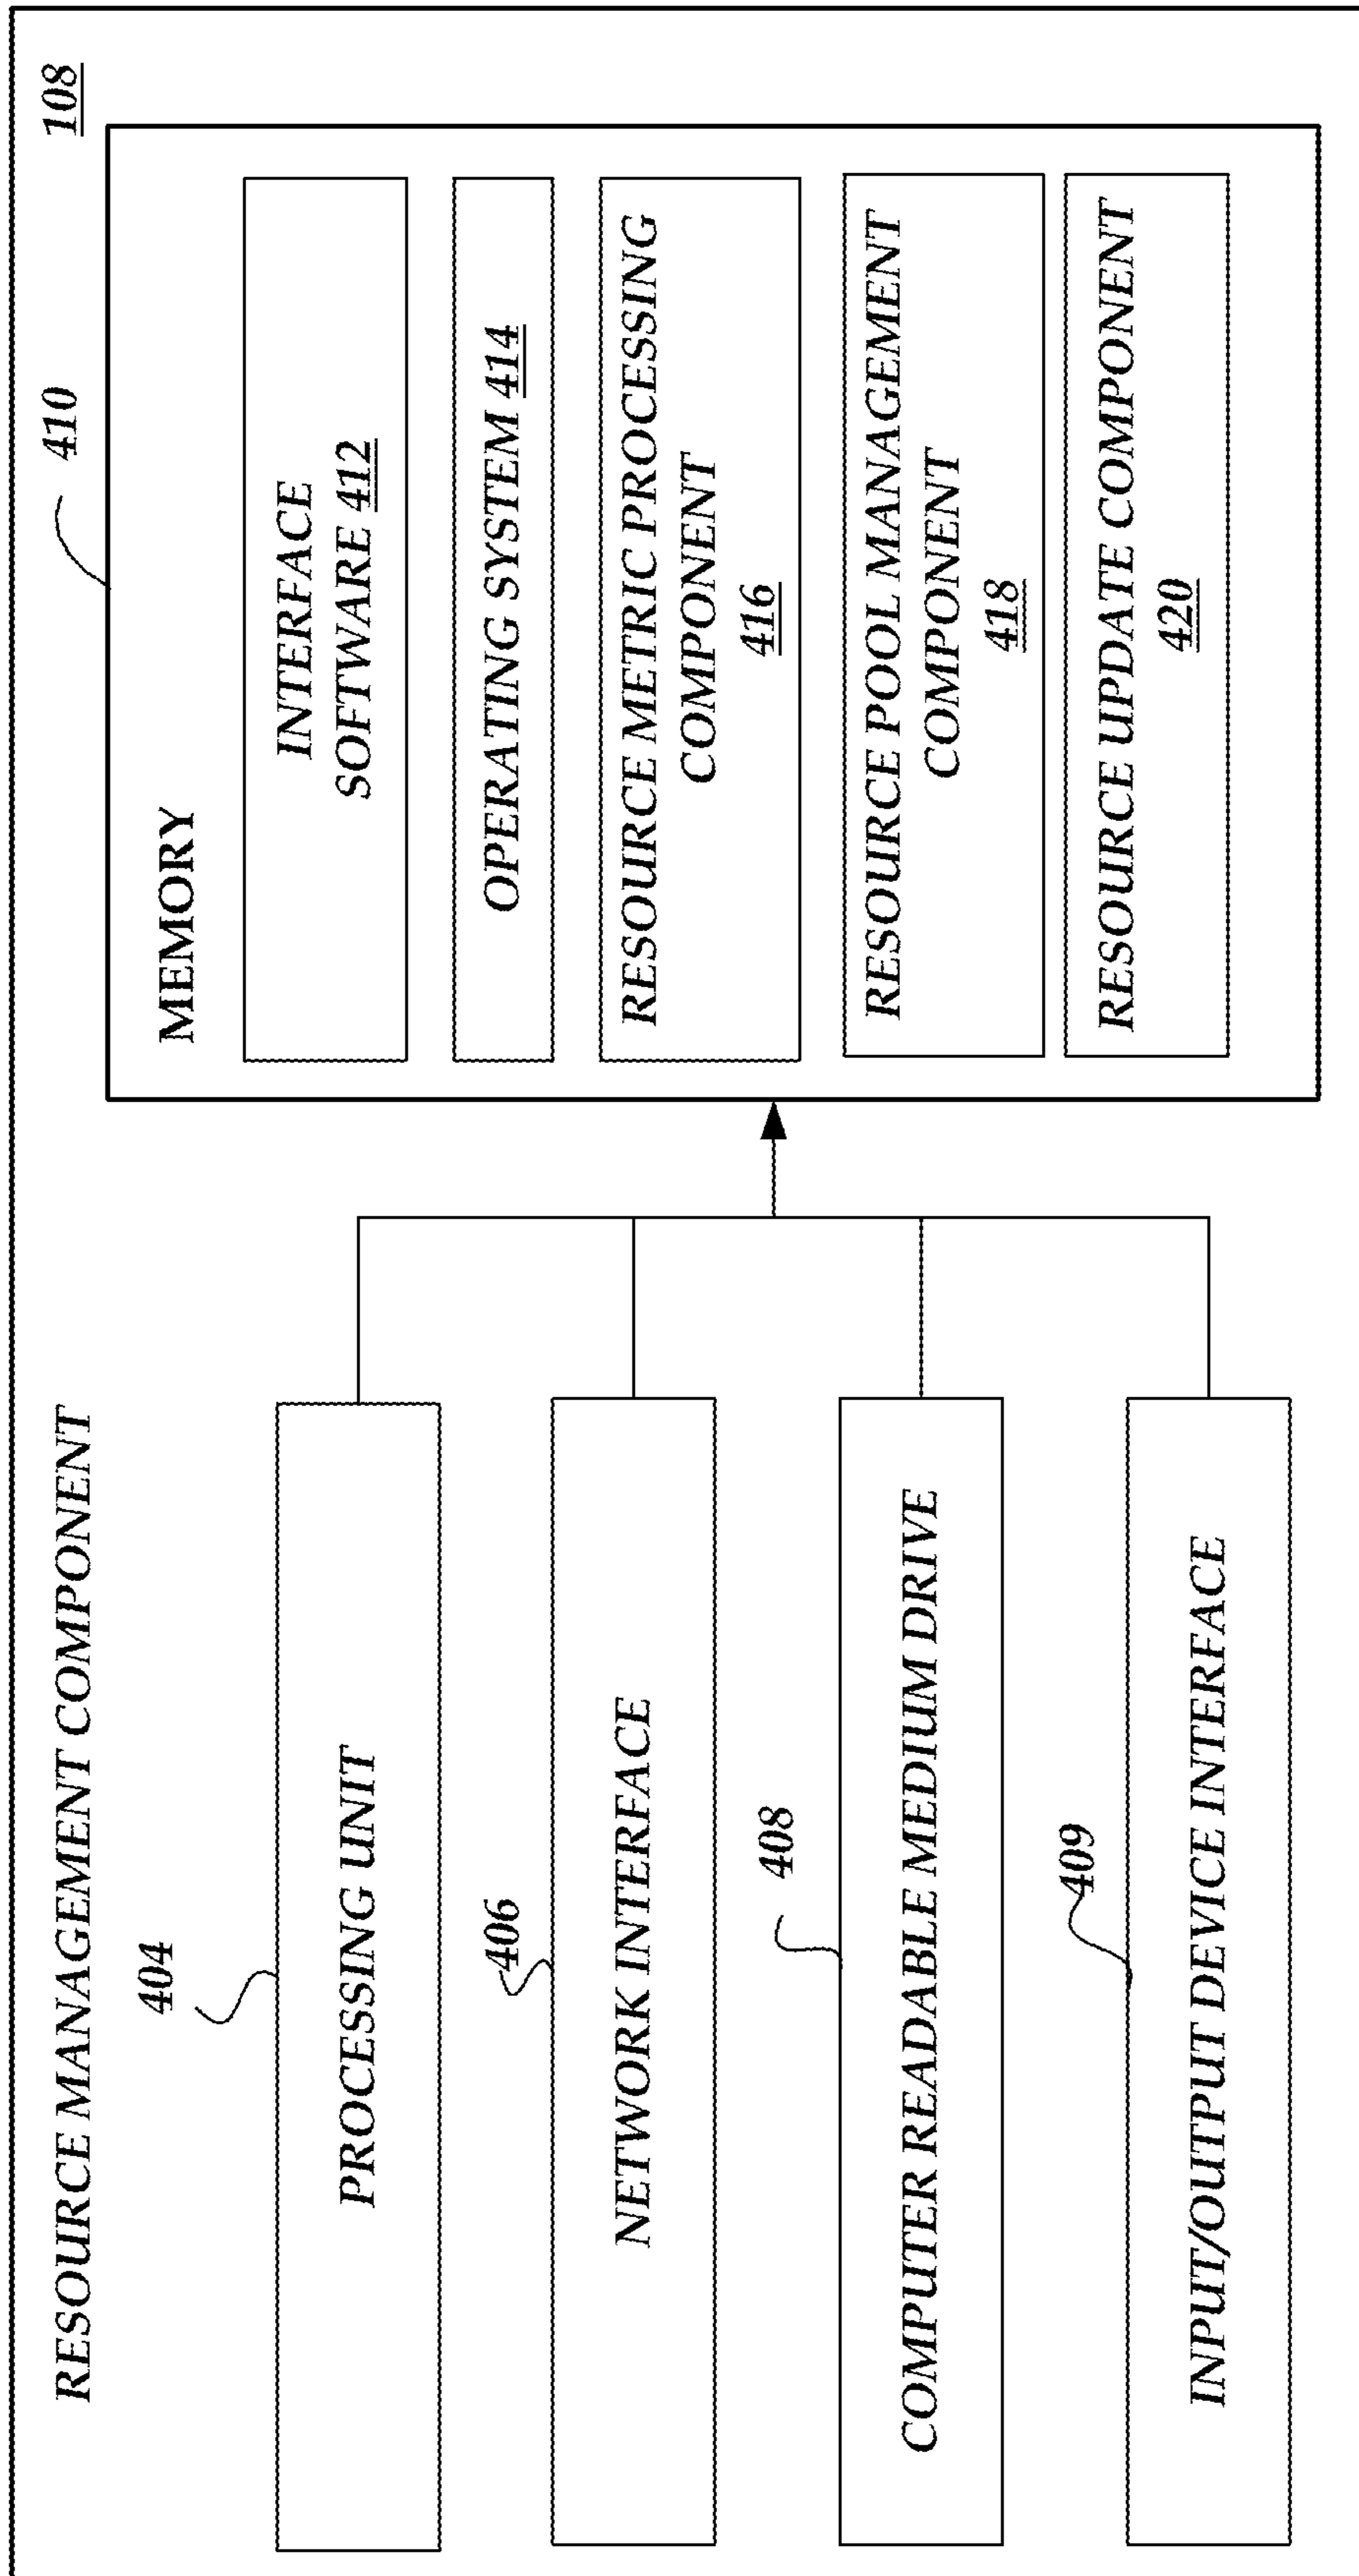 RESOURCE MANAGEMENT COMPONENT
108
404
PROCESSING UNIT
406
NETWORK INTERFACE
408
COMPUTER READABLE MEDIUM DRIVE
409
INPUT/OUTPUT DEVICE INTERFACE
410
MEMORY
INTERFACE
SOFTWARE 412
OPERATING SYSTEM 414
RESOURCE METRIC PROCESSING
COMPONENT
416
RESOURCE POOL MANAGEMENT
COMPONENT
418
RESOURCE UPDATE COMPONENT
420